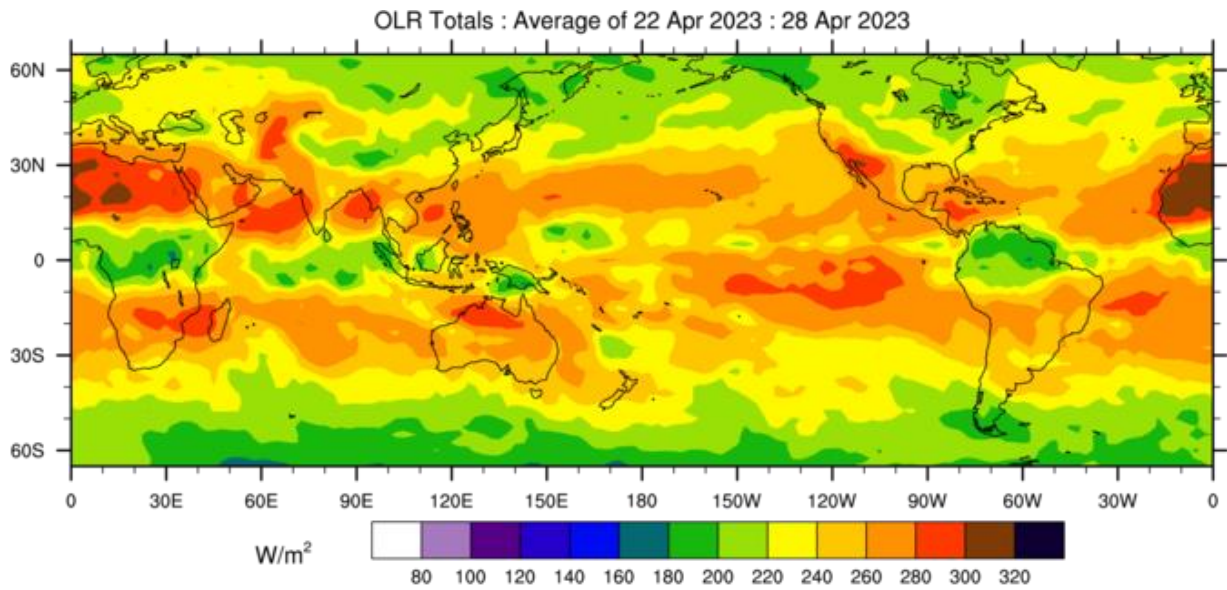 OLR Totals : Average of 22 Apr 2023 : 28 Apr 2023
60N
30N
0
30S
60S
0 30E 60E 90E 120E 150E 180 150W 120W 90W 60W 30W 0
W/m²
80 100 120 140 160 180 200 220 240 260 280 300 320